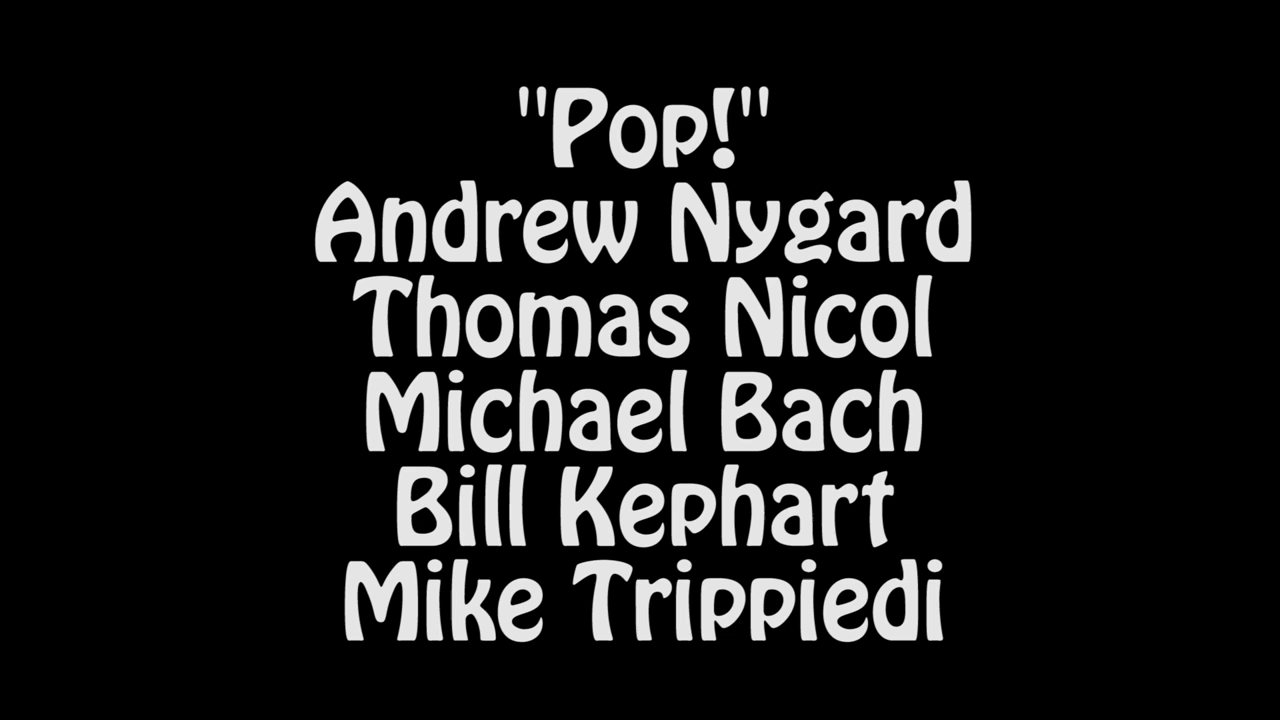 "Pop!"
Andrew Nygard
Thomas Nicol
Michael Bach
Bill Kephart
Mike Trippiedi